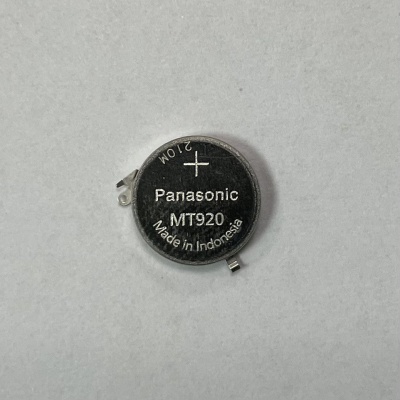 210M
+
Panasonic
MT920
Made in Indonesia